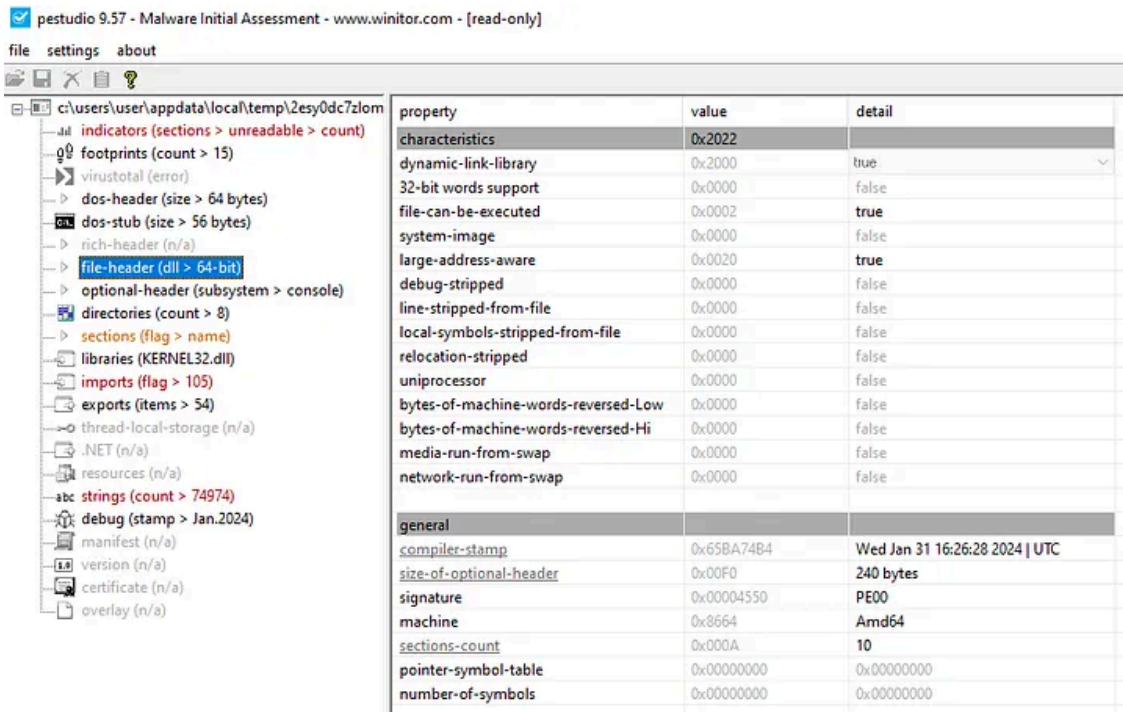 pestudio 9.57 - Malware Initial Assessment - www.winitor.com - [read-only]
file settings about
c:\users\user\appdata\local\temp\2esy0dc7zlom
indicators (sections > unreadable > count)
footprints (count > 15)
virustotal (error)
dos-header (size > 64 bytes)
dos-stub (size > 56 bytes)
rich-header (n/a)
file-header (dll > 64-bit)
optional-header (subsystem > console)
directories (count > 8)
sections (flag > name)
libraries (KERNEL32.dll)
imports (flag > 105)
exports (items > 54)
thread-local-storage (n/a)
.NET (n/a)
resources (n/a)
abc strings (count > 74974)
debug (stamp > Jan.2024)
manifest (n/a)
1.0 version (n/a)
certificate (n/a)
overlay (n/a)
property value detail
characteristics 0x2022
dynamic-link-library 0x2000 true
32-bit words support 0x0000 false
file-can-be-executed 0x0002 true
system-image 0x0000 false
large-address-aware 0x0020 true
debug-stripped 0x0000 false
line-stripped-from-file 0x0000 false
local-symbols-stripped-from-file 0x0000 false
relocation-stripped 0x0000 false
uniprocessor 0x0000 false
bytes-of-machine-words-reversed-Low 0x0000 false
bytes-of-machine-words-reversed-Hi 0x0000 false
media-run-from-swap 0x0000 false
network-run-from-swap 0x0000 false
general
compiler-stamp 0x65BA74B4 Wed Jan 31 16:26:28 2024 | UTC
size-of-optional-header 0x00F0 240 bytes
signature 0x00004550 PE00
machine 0x8664 Amd64
sections-count 0x000A 10
pointer-symbol-table 0x00000000 0x00000000
number-of-symbols 0x00000000 0x00000000